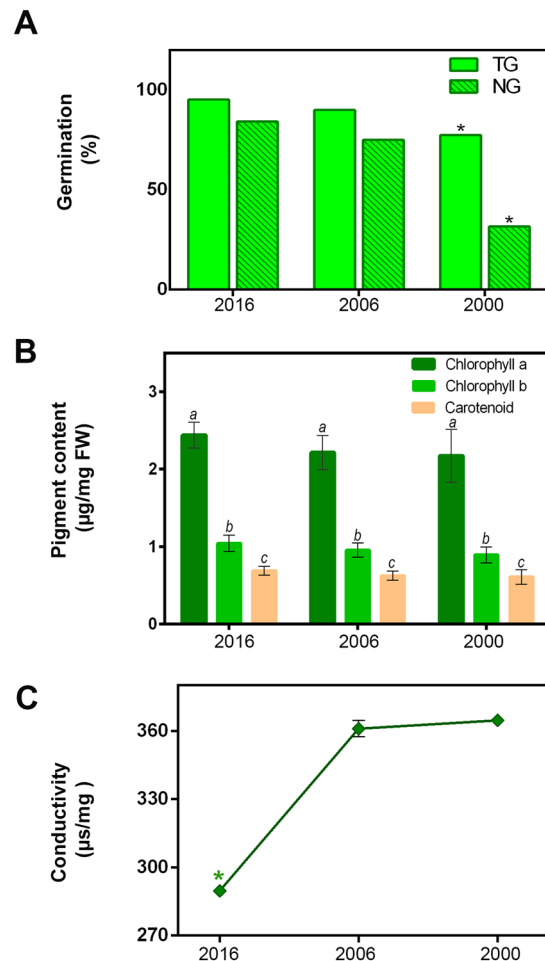 A
Germination
(%)
100
50
0
TG
NG
*
*
2016 2006 2000
B
Pigment content
(µg/mg FW)
3
2
1
0
Chlorophyll a
Chlorophyll b
Carotenoid
a a a
b b b
c c c
2016 2006 2000
C
Conductivity
(µs/mg )
360
330
300
270
*
2016 2006 2000